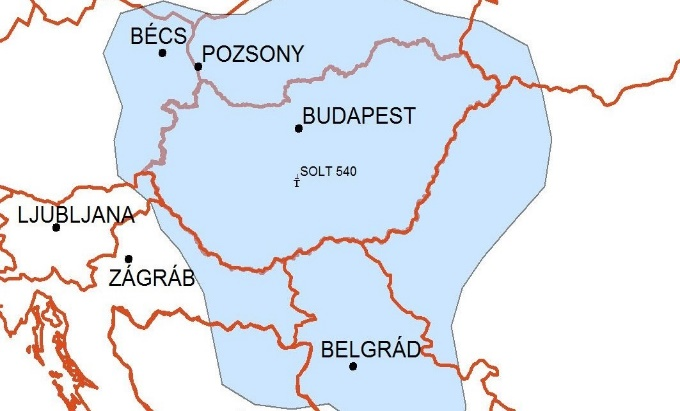 BÉCS
POZSONY
BUDAPEST
SOLT 540
LJUBLJANA
ZÁGRÁB
BELGRÁD